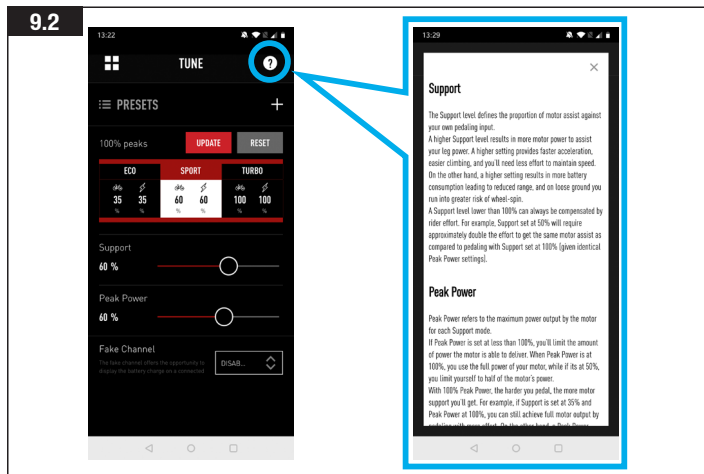 9.2
13:22
TUNE
?
PRESETS
+
100% peaks
UPDATE
RESET
ECO SPORT TURBO
35 35 60 60 100 100
% % % % % %
Support
60 %
Peak Power
60 %
Fake Channel
The fake channel offers the opportunity to
display the battery charge on a connected
DISAB...
13:29
Support
The Support level defines the proportion of motor assist against
your own pedaling input.
A higher Support level results in more motor power to assist
your leg power. A higher setting provides faster acceleration,
easier climbing, and you'll need less effort to maintain speed.
On the other hand, a higher setting results in more battery
consumption leading to reduced range, and on loose ground you
run into greater risk of wheel-spin.
A Support level lower than 100% can always be compensated by
rider effort. For example, Support set at 50% will require
approximately double the effort to get the same motor assist as
compared to pedaling with Support set at 100% (given identical
Peak Power settings).
Peak Power
Peak Power refers to the maximum power output by the motor
for each Support mode.
If Peak Power is set at less than 100%, you'll limit the amount
of power the motor is able to deliver. When Peak Power is at
100%, you use the full power of your motor, while if its at 50%,
you limit yourself to half of the motor's power.
With 100% Peak Power, the harder you pedal, the more motor
support you'll get. For example, if Support is set at 35% and
Peak Power at 100%, you can still achieve full motor output by
pedaling with more effort. On the other hand, a Peak Power